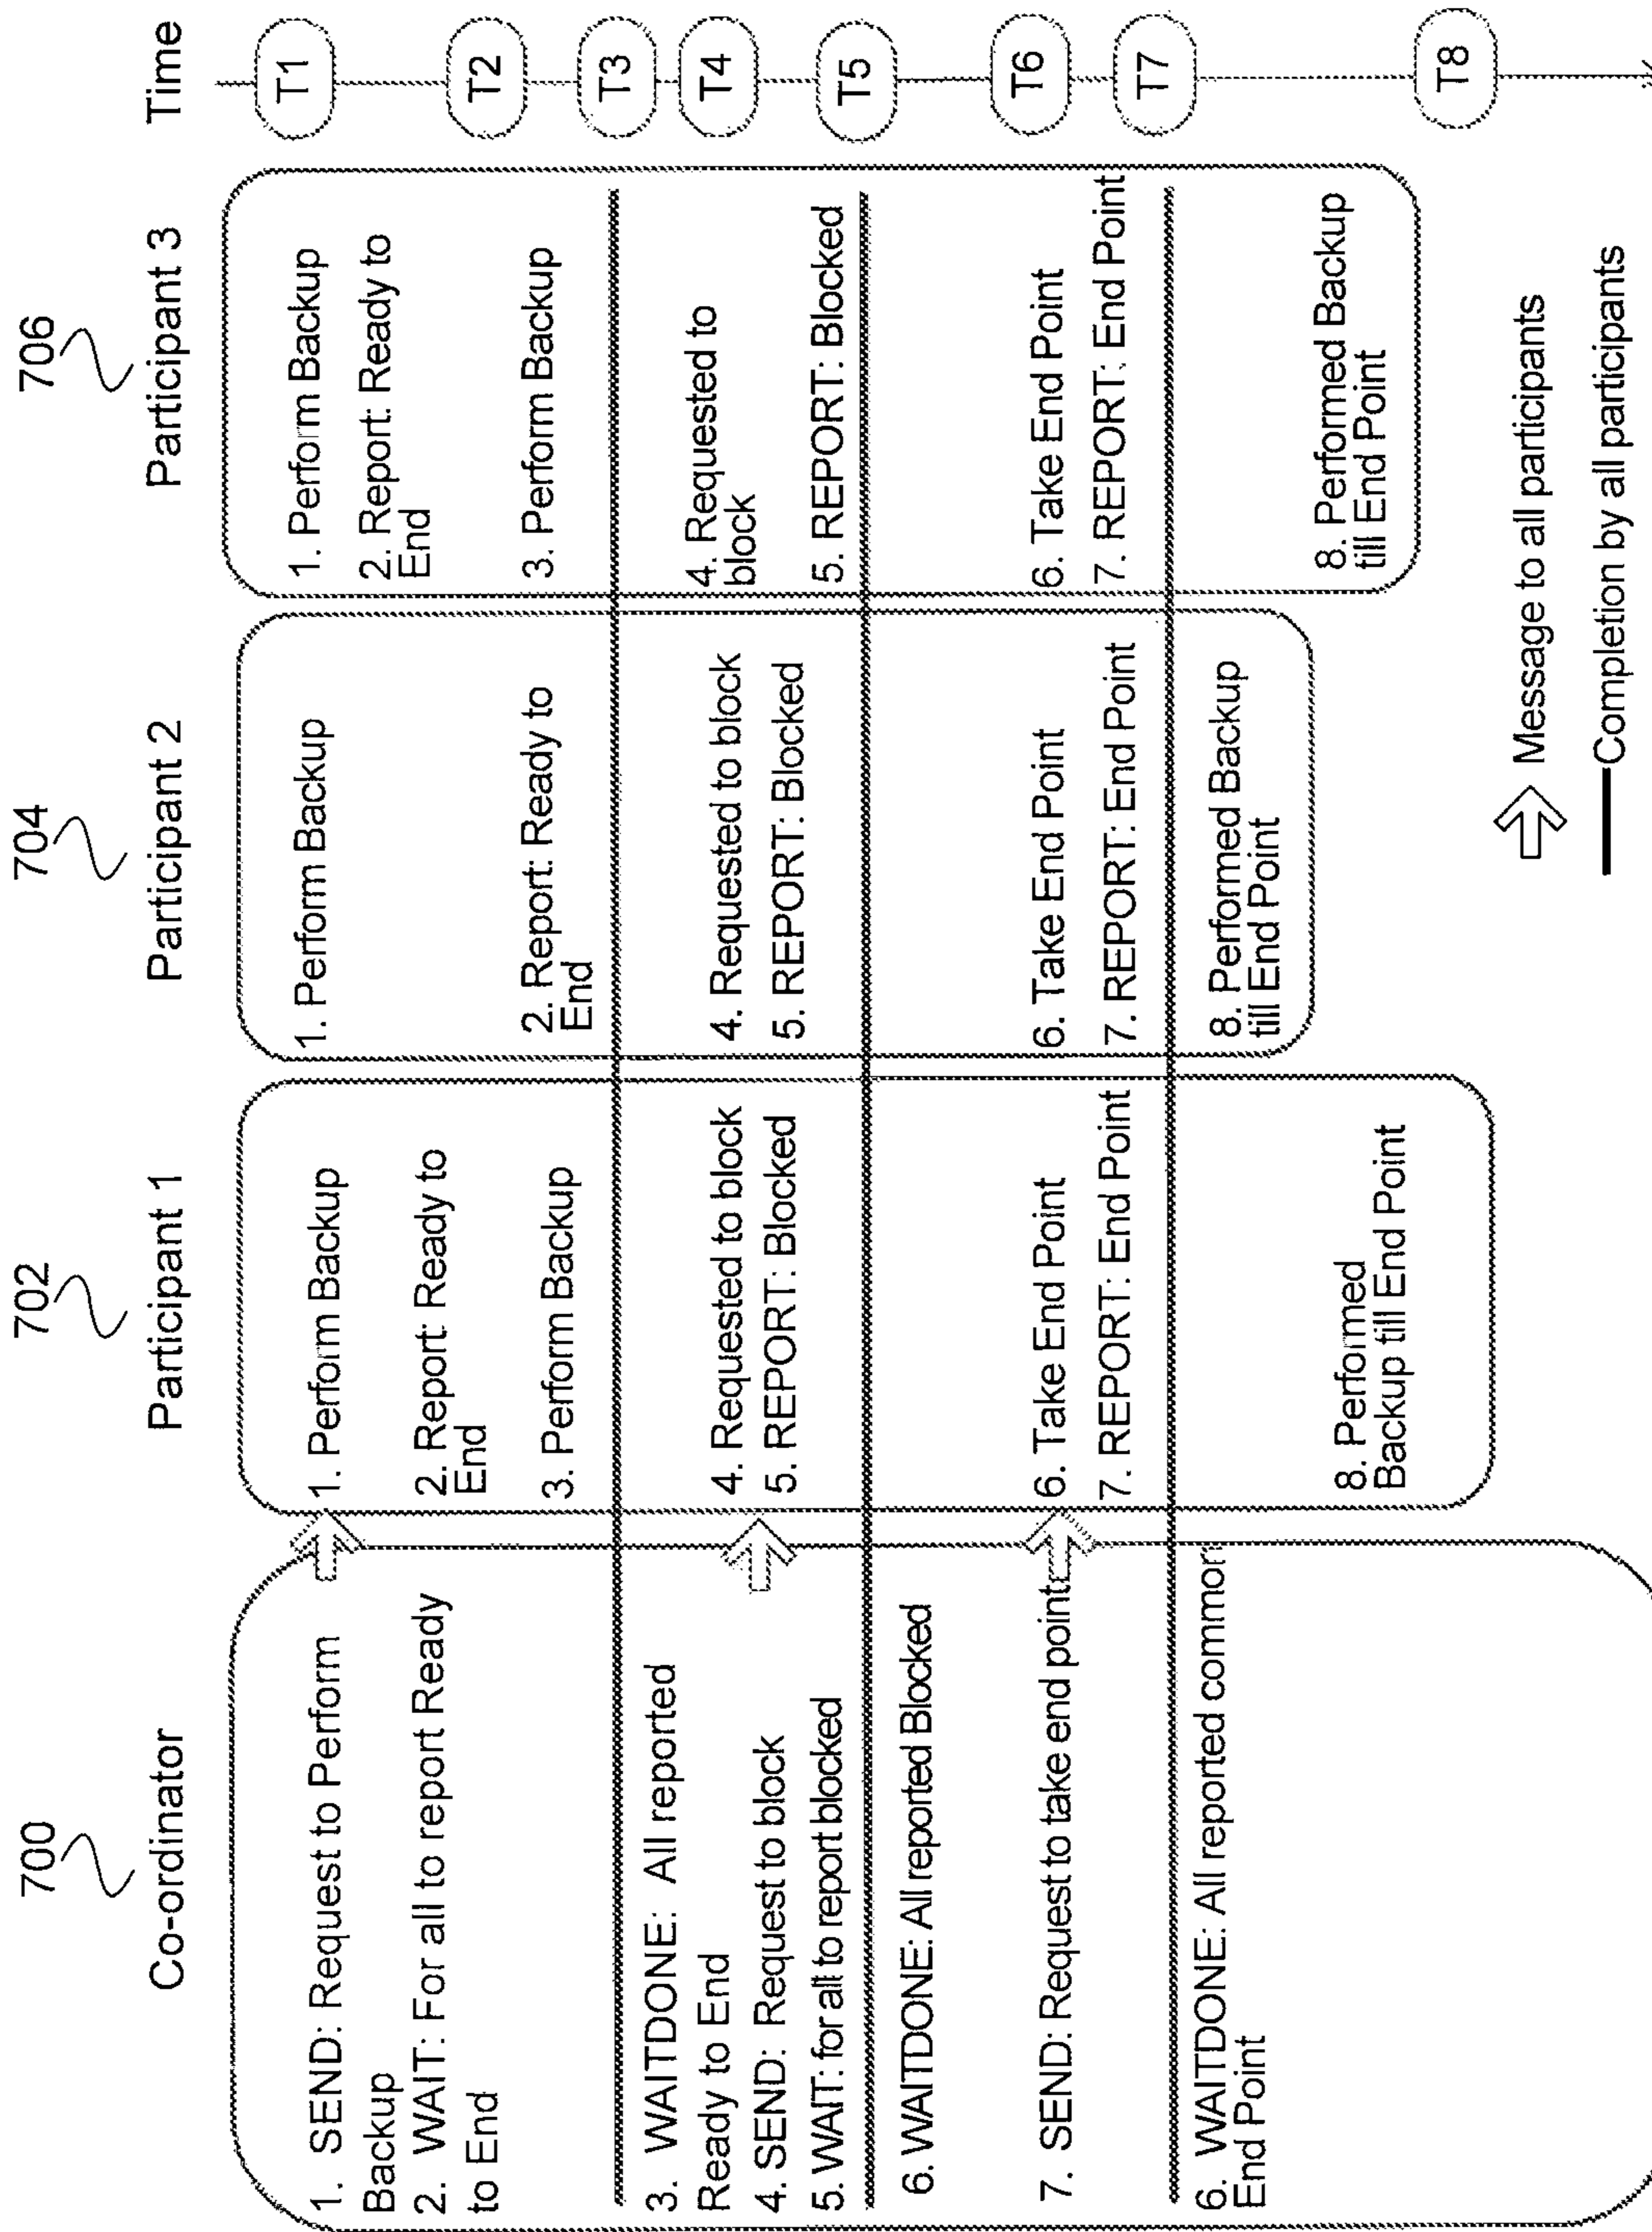 700
Co-ordinator
1. SEND: Request to Perform
Backup
2. WAIT: For all to report Ready
to End
3. WAITDONE: All reported
Ready to End
4. SEND: Request to block
5. WAIT: for all to report blocked
6. WAITDONE: All reported Blocked
7. SEND: Request to take end point
6. WAITDONE: All reported common
End Point
702
Participant 1
1. Perform Backup
2. Report: Ready to
End
3. Perform Backup
4. Requested to block
5. REPORT: Blocked
6. Take End Point
7. REPORT: End Point
8. Performed
Backup till End Point
704
Participant 2
1. Perform Backup
2. Report: Ready to
End
4. Requested to block
5. REPORT: Blocked
6. Take End Point
7. REPORT: End Point
8. Performed Backup
till End Point
706
Participant 3
1. Perform Backup
2. Report: Ready to
End
3. Perform Backup
4. Requested to
block
5. REPORT: Blocked
6. Take End Point
7. REPORT: End Point
8. Performed Backup
till End Point
Time
T1
T2
T3
T4
T5
T6
T7
T8
Message to all participants
Completion by all participants